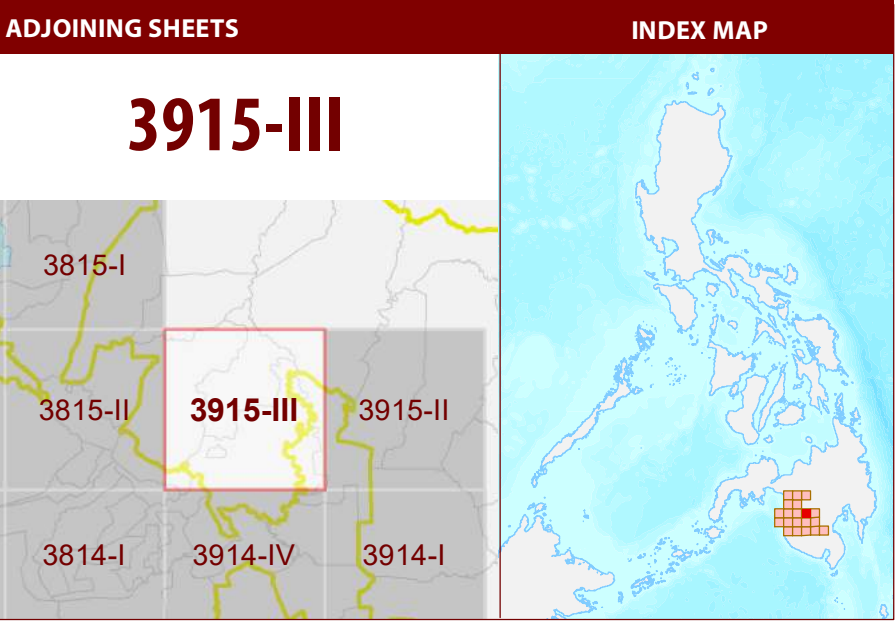 ADJOINING SHEETS
INDEX MAP
3915-III
3815-I
3815-II
3915-III
3915-II
3814-I
3914-IV
3914-I